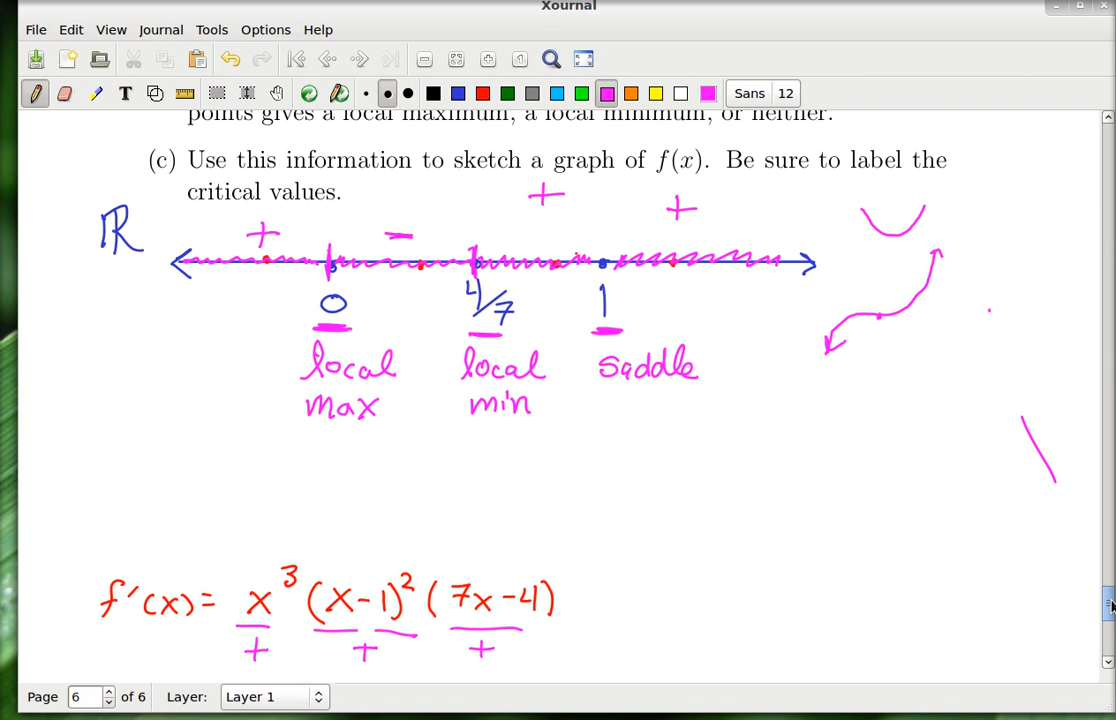 Xournal
File Edit View Journal Tools Options Help
T Sans 12
points gives a local maximum, a local minimum, or neither.
(c) Use this information to sketch a graph of f(x). Be sure to label the
critical values.
+ − + +
ℝ
0 4/7 1
local max
local min
saddle
f'(x) = x³ (x-1)² (7x-4)
+ + +
Page 6 of 6 Layer: Layer 1